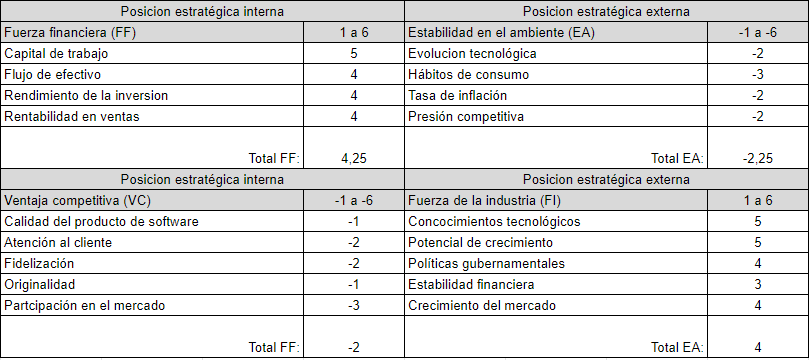 Posicion estratégica interna Posicion estratégica externa
Fuerza financiera (FF) 1 a 6 Estabilidad en el ambiente (EA) -1 a -6
Capital de trabajo 5 Evolucion tecnológica -2
Flujo de efectivo 4 Hábitos de consumo -3
Rendimiento de la inversion 4 Tasa de inflación -2
Rentabilidad en ventas 4 Presión competitiva -2
Total FF: 4,25 Total EA: -2,25
Posicion estratégica interna Posicion estratégica externa
Ventaja competitiva (VC) -1 a -6 Fuerza de la industria (FI) 1 a 6
Calidad del producto de software -1 Concocimientos tecnológicos 5
Atención al cliente -2 Potencial de crecimiento 5
Fidelización -2 Políticas gubernamentales 4
Originalidad -1 Estabilidad financiera 3
Partcipación en el mercado -3 Crecimiento del mercado 4
Total FF: -2 Total EA: 4